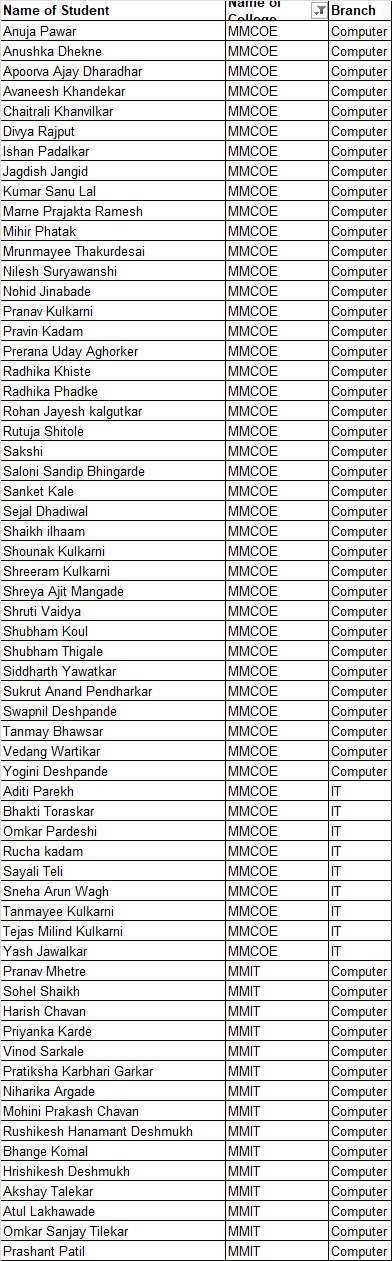 Name of Student Name of College Branch
Anuja Pawar MMCOE Computer
Anushka Dhekne MMCOE Computer
Apoorva Ajay Dharadhar MMCOE Computer
Avaneesh Khandekar MMCOE Computer
Chaitrali Khanvilkar MMCOE Computer
Divya Rajput MMCOE Computer
Ishan Padalkar MMCOE Computer
Jagdish Jangid MMCOE Computer
Kumar Sanu Lal MMCOE Computer
Marne Prajakta Ramesh MMCOE Computer
Mihir Phatak MMCOE Computer
Mrunmayee Thakurdesai MMCOE Computer
Nilesh Suryawanshi MMCOE Computer
Nohid Jinabade MMCOE Computer
Pranav Kulkarni MMCOE Computer
Pravin Kadam MMCOE Computer
Prerana Uday Aghorker MMCOE Computer
Radhika Khiste MMCOE Computer
Radhika Phadke MMCOE Computer
Rohan Jayesh kalgutkar MMCOE Computer
Rutuja Shitole MMCOE Computer
Sakshi MMCOE Computer
Saloni Sandip Bhingarde MMCOE Computer
Sanket Kale MMCOE Computer
Sejal Dhadiwal MMCOE Computer
Shaikh ilhaam MMCOE Computer
Shounak Kulkarni MMCOE Computer
Shreeram Kulkarni MMCOE Computer
Shreya Ajit Mangade MMCOE Computer
Shruti Vaidya MMCOE Computer
Shubham Koul MMCOE Computer
Shubham Thigale MMCOE Computer
Siddharth Yawatkar MMCOE Computer
Sukrut Anand Pendharkar MMCOE Computer
Swapnil Deshpande MMCOE Computer
Tanmay Bhawsar MMCOE Computer
Vedang Wartikar MMCOE Computer
Yogini Deshpande MMCOE Computer
Aditi Parekh MMCOE IT
Bhakti Toraskar MMCOE IT
Omkar Pardeshi MMCOE IT
Rucha kadam MMCOE IT
Sayali Teli MMCOE IT
Sneha Arun Wagh MMCOE IT
Tanmayee Kulkarni MMCOE IT
Tejas Milind Kulkarni MMCOE IT
Yash Jawalkar MMCOE IT
Pranav Mhetre MMIT Computer
Sohel Shaikh MMIT Computer
Harish Chavan MMIT Computer
Priyanka Karde MMIT Computer
Vinod Sarkale MMIT Computer
Pratiksha Karbhari Garkar MMIT Computer
Niharika Argade MMIT Computer
Mohini Prakash Chavan MMIT Computer
Rushikesh Hanamant Deshmukh MMIT Computer
Bhange Komal MMIT Computer
Hrishikesh Deshmukh MMIT Computer
Akshay Talekar MMIT Computer
Atul Lakhawade MMIT Computer
Omkar Sanjay Tilekar MMIT Computer
Prashant Patil MMIT Computer